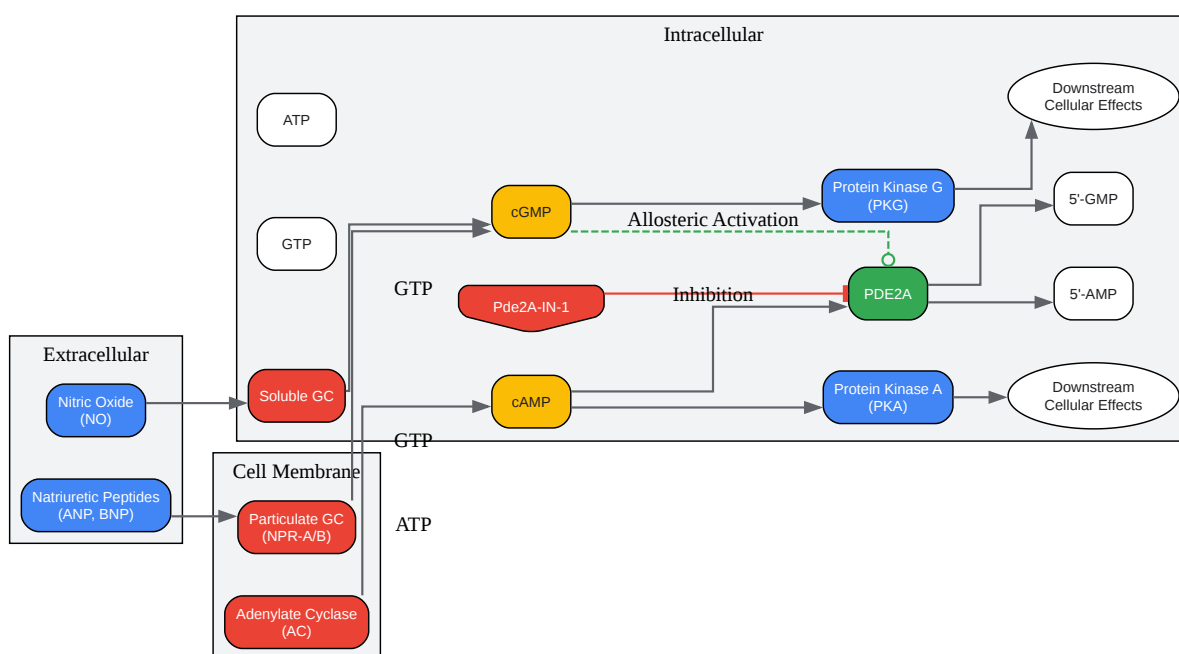 Intracellular
Downstream
Cellular Effects
ATP
Protein Kinase G
(PKG)
5'-GMP
cGMP
Allosteric Activation
GTP
GTP
Pde2A-IN-1
Inhibition
PDE2A
5'-AMP
Extracellular
Nitric Oxide
(NO)
Soluble GC
cAMP
Protein Kinase A
(PKA)
Downstream
Cellular Effects
GTP
Cell Membrane
Natriuretic Peptides
(ANP, BNP)
Particulate GC
(NPR-A/B)
ATP
Adenylate Cyclase
(AC)